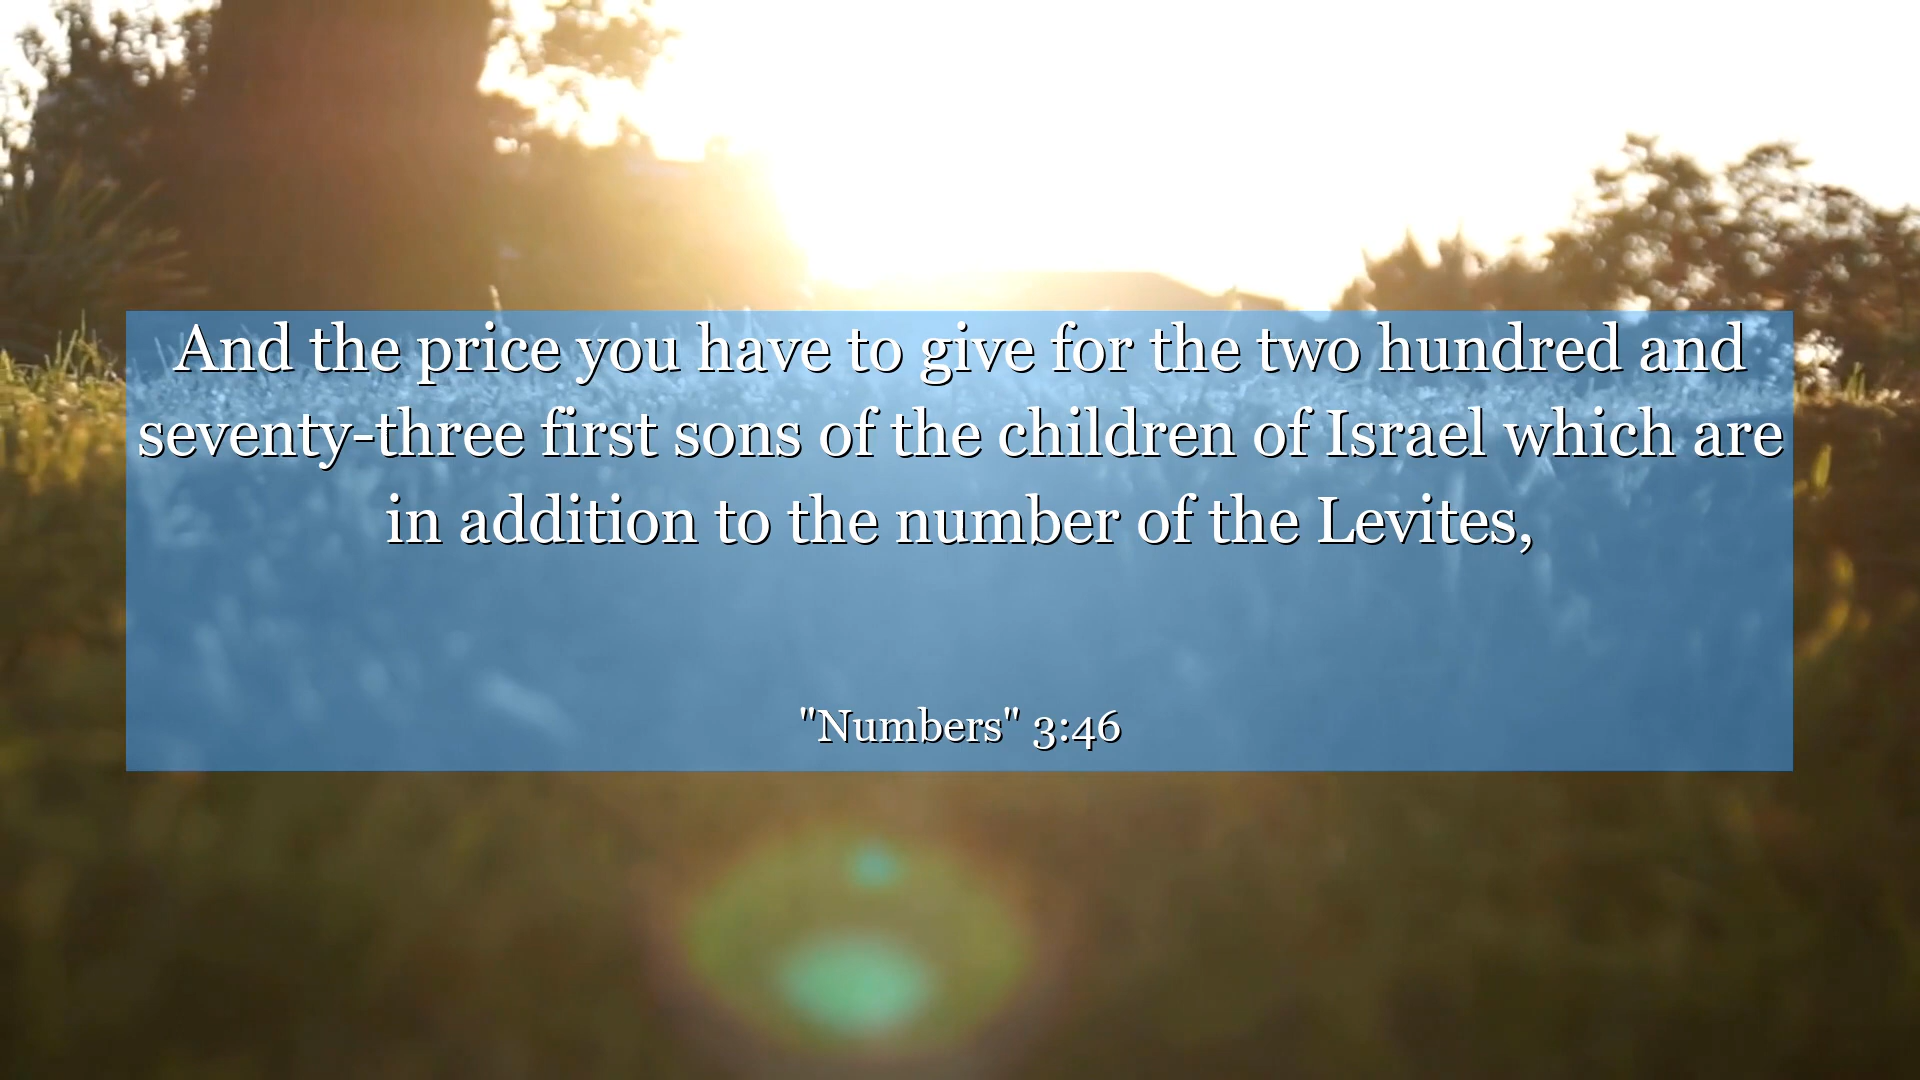 And the price you have to give for the two hundred and
seventy-three first sons of the children of Israel which are
in addition to the number of the Levites,
"Numbers" 3:46